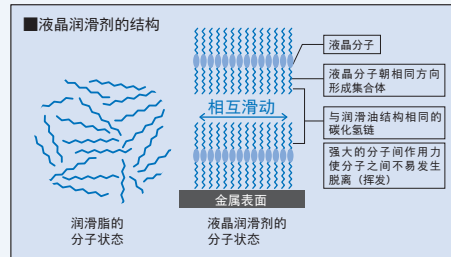 ■液晶润滑剂的结构
液晶分子
液晶分子朝相同方向
形成集合体
相互滑动
与润滑油结构相同的
碳化氢链
强大的分子间作用力
使分子之间不易发生
脱离（挥发）
金属表面
润滑脂的
分子状态
液晶润滑剂的
分子状态